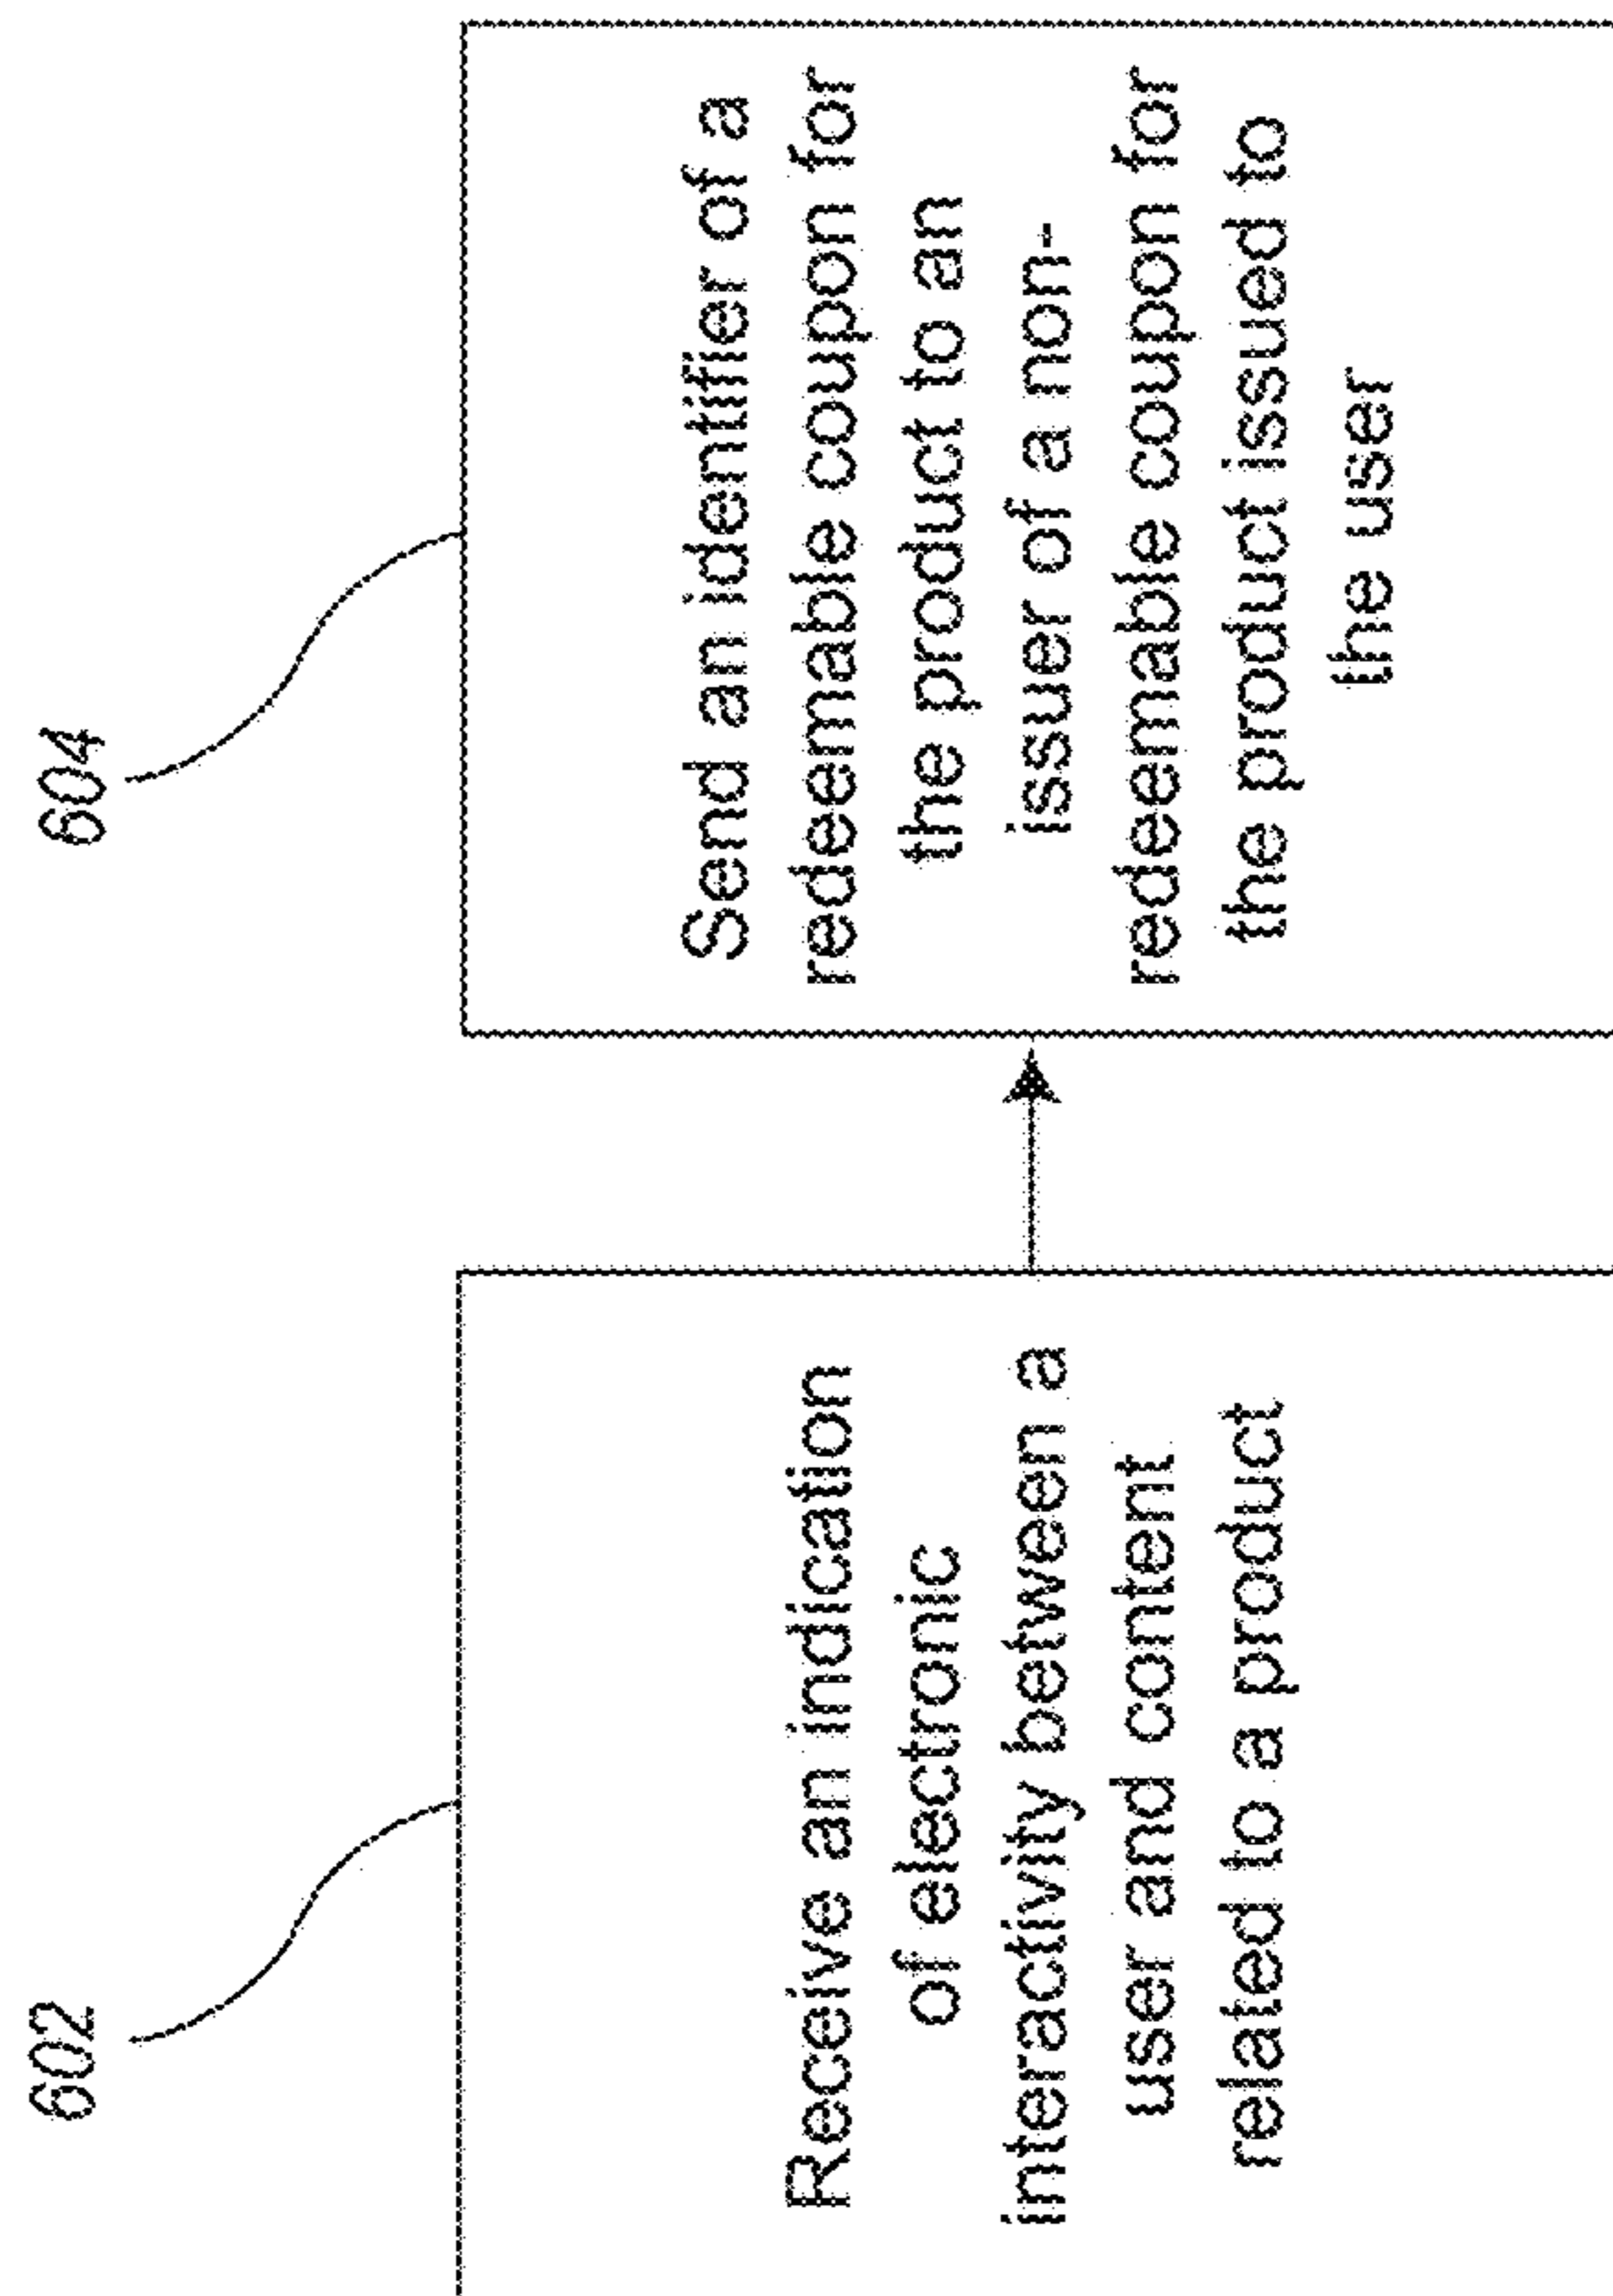 602
Receive an indication
of electronic
interactivity between a
user and content
related to a product
604
Send an identifier of a
redeemable coupon for
the product to an
issuer of a non-
redeemable coupon for
the product issued to
the user